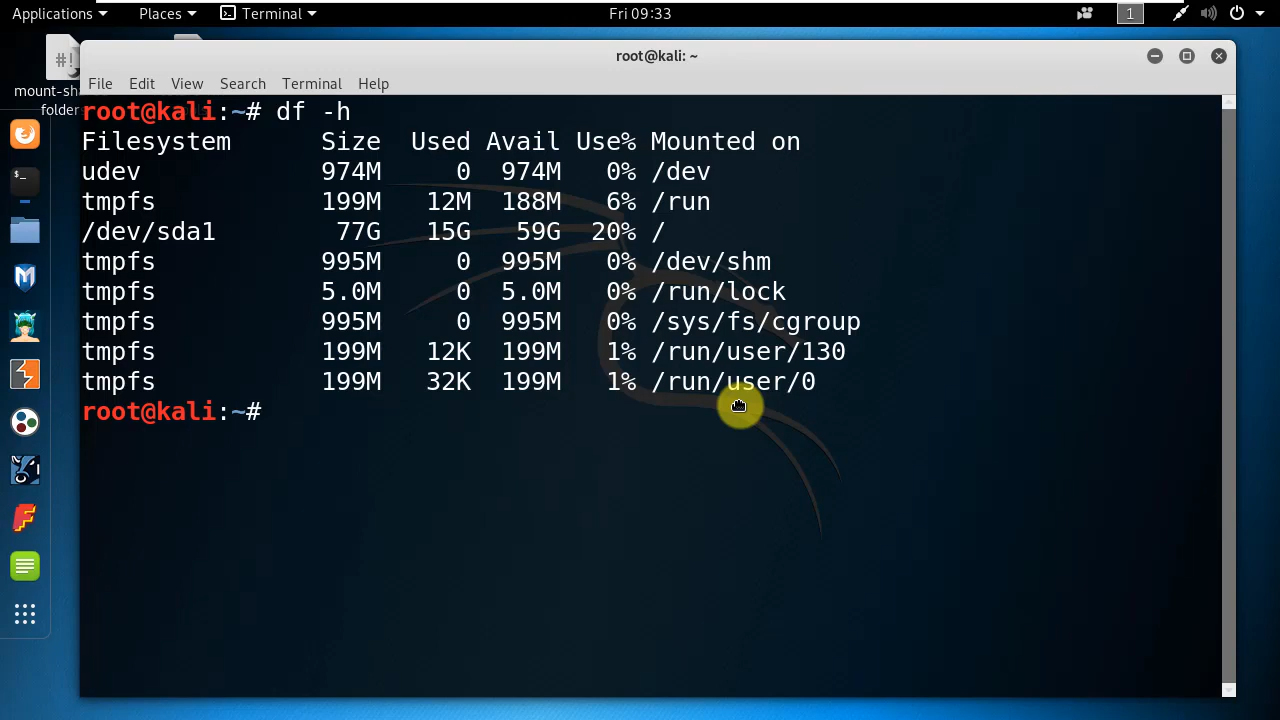 Applications Places Terminal Fri 09:33 1
#!
mount-sha
folder
root@kali: ~
File Edit View Search Terminal Help
root@kali:~# df -h
Filesystem Size Used Avail Use% Mounted on
udev 974M 0 974M 0% /dev
tmpfs 199M 12M 188M 6% /run
/dev/sda1 77G 15G 59G 20% /
tmpfs 995M 0 995M 0% /dev/shm
tmpfs 5.0M 0 5.0M 0% /run/lock
tmpfs 995M 0 995M 0% /sys/fs/cgroup
tmpfs 199M 12K 199M 1% /run/user/130
tmpfs 199M 32K 199M 1% /run/user/0
root@kali:~#